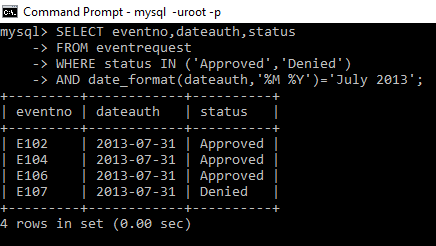 Command Prompt - mysql -uroot -p
mysql> SELECT eventno,dateauth,status
    -> FROM eventrequest
    -> WHERE status IN ('Approved','Denied')
    -> AND date_format(dateauth,'%M %Y')='July 2013';
+---------+------------+----------+
| eventno | dateauth   | status   |
+---------+------------+----------+
| E102    | 2013-07-31 | Approved |
| E104    | 2013-07-31 | Approved |
| E106    | 2013-07-31 | Approved |
| E107    | 2013-07-31 | Denied   |
+---------+------------+----------+
4 rows in set (0.00 sec)